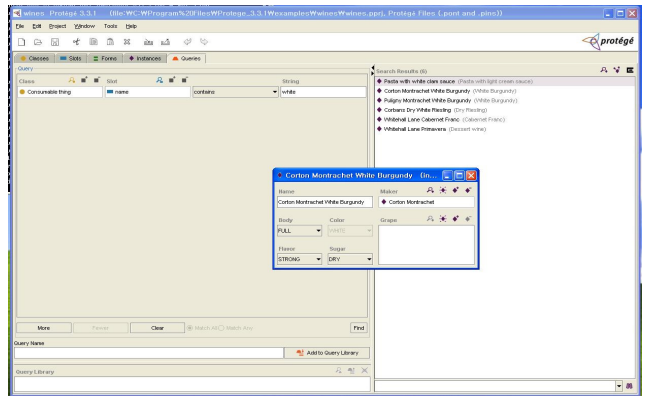 wines Protégé 3.3.1 (file:₩C:₩Program%20Files₩Protege_3.3.1₩examples₩wines₩wines.pprj, Protégé Files (.pont and .pins))
File Edit Project Window Tools Help
protégé
Classes Slots Forms Instances Queries
Query
Class Slot String
Consumable thing name contains white
Search Results (6)
Pasta with white clam sauce (Pasta with light cream sauce)
Corton Montrachet White Burgundy (White Burgundy)
Puligny Montrachet White Burgundy (White Burgundy)
Corbans Dry White Riesling (Dry Riesling)
Whitehall Lane Cabernet Franc (Cabernet Franc)
Whitehall Lane Primavera (Dessert wine)
Corton Montrachet White Burgundy (in...
Name Maker
Corton Montrachet White Burgundy Corton Montrachet
Body Color Grape
FULL WHITE
Flavor Sugar
STRONG DRY
More Fewer Clear Match All Match Any Find
Query Name
Add to Query Library
Query Library